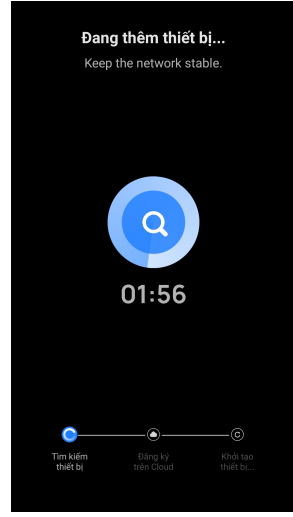 Đang thêm thiết bị...
Keep the network stable.
01:56
Tìm kiếm
thiết bị
Đăng ký
trên Cloud
Khởi tạo
thiết bị...